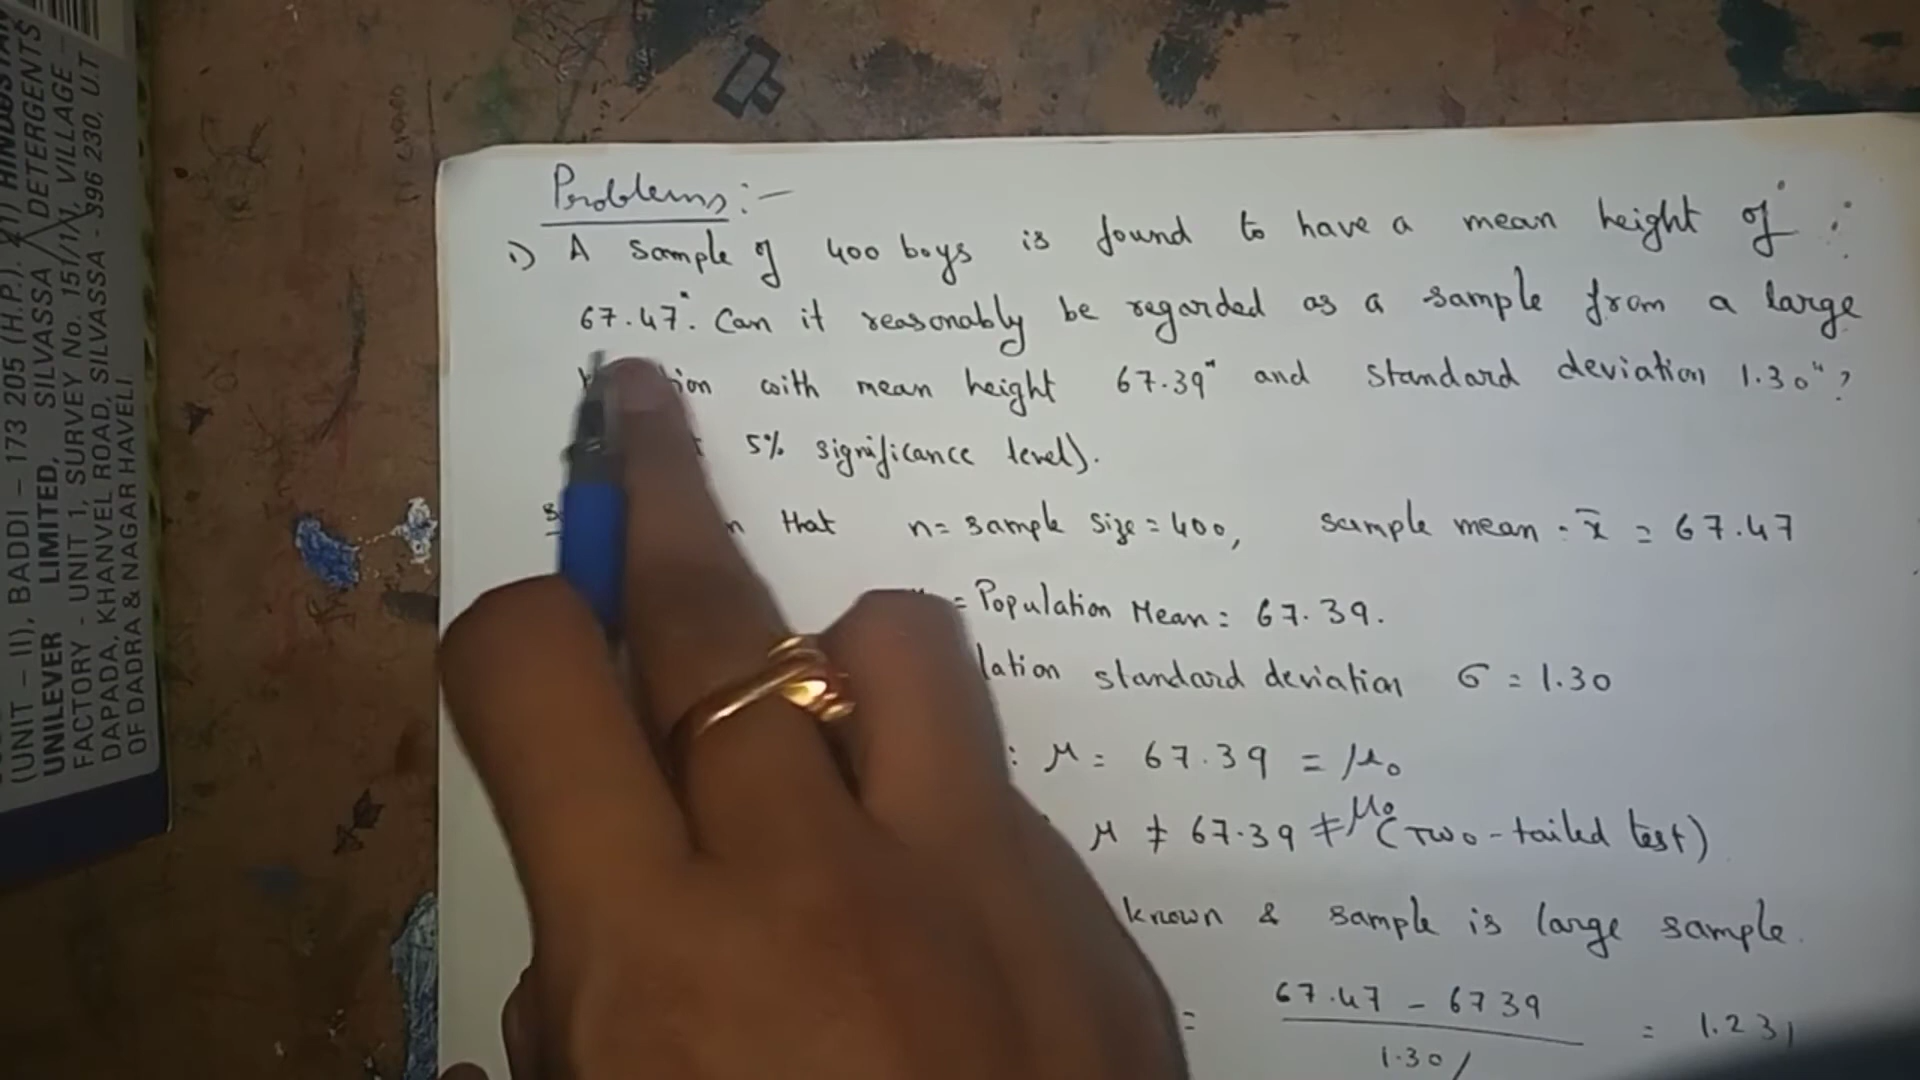 (UNIT – II), BADDI – 173 205 (H.P.).
UNILEVER LIMITED, SILVASSA DETERGENTS
FACTORY - UNIT 1, SURVEY No. 151/1/1, VILLAGE -
DAPADA, KHANVEL ROAD, SILVASSA - 396 230, U.T
OF DADRA & NAGAR HAVELI
Problems:-
1) A sample of 400 boys is found to have a mean height of
67.47". Can it reasonably be regarded as a sample from a large
with mean height 67.39" and standard deviation 1.30"?
5% significance level).
that n = sample size = 400, sample mean = x̄ = 67.47
= Population Mean = 67.39.
lation standard deviation σ = 1.30
: μ = 67.39 = μ₀
μ ≠ 67.39 ≠ μ₀ (Two-tailed test)
known & sample is large sample.
= 67.47 - 6739 = 1.231
1.30/